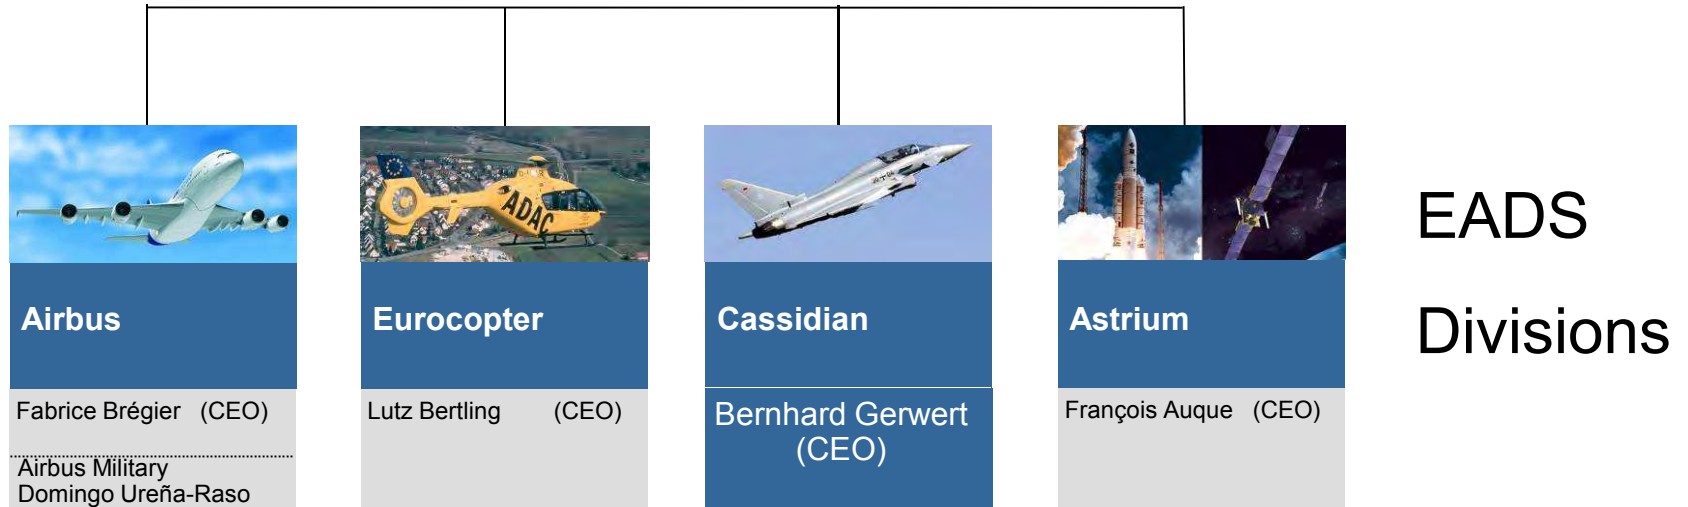 Airbus
Eurocopter
Cassidian
Astrium
EADS
Divisions
Fabrice Brégier (CEO)
Airbus Military
Domingo Ureña-Raso
Lutz Bertling (CEO)
Bernhard Gerwert
(CEO)
François Auque (CEO)
ADAC